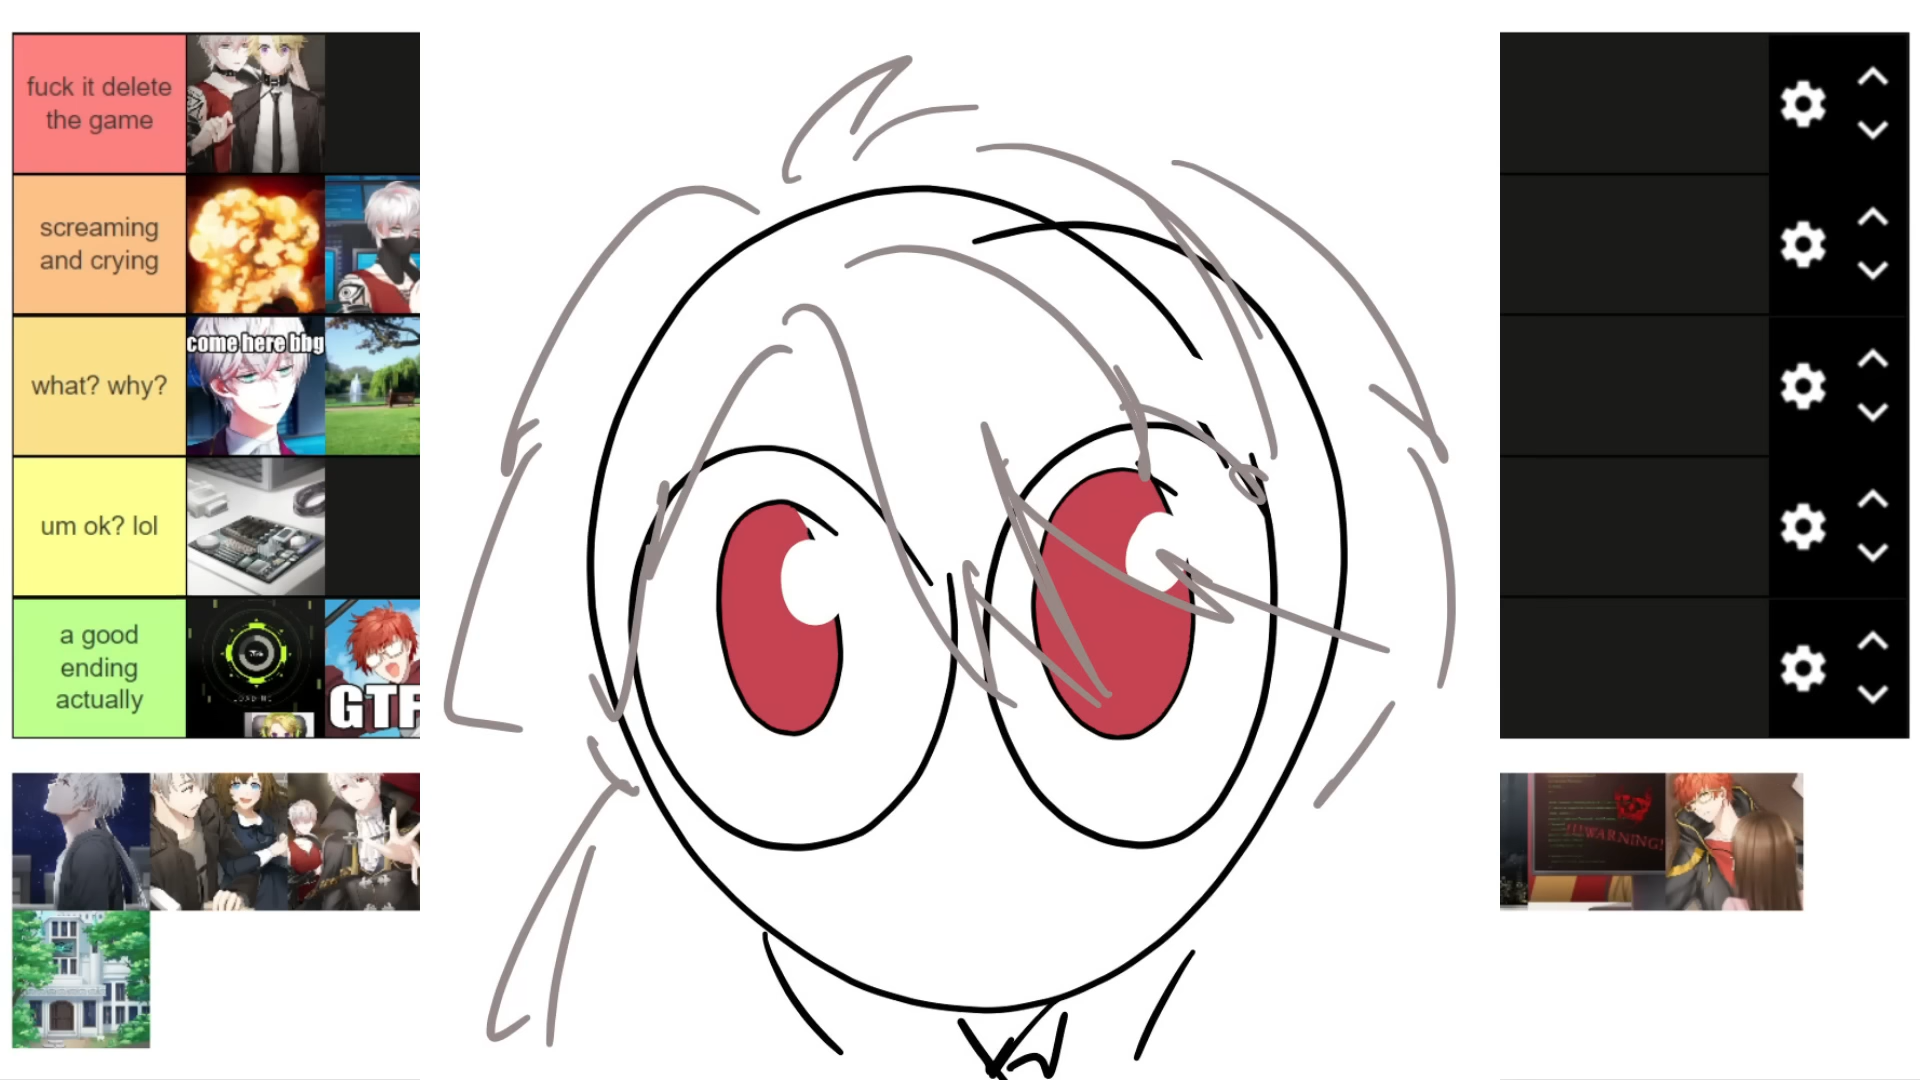 fuck it delete
the game
screaming
and crying
come here bbg
what? why?
um ok? lol
a good
ending
actually
GTF
WARNING!